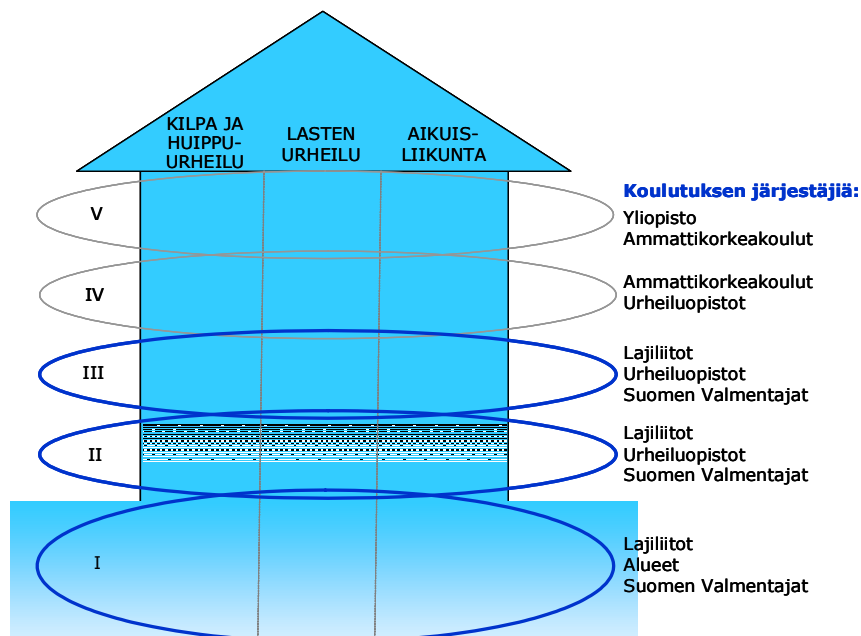 KILPA JA
HUIPPU-
URHEILU
LASTEN
URHEILU
AIKUIS-
LIIKUNTA
Koulutuksen järjestäjiä:
V
Yliopisto
Ammattikorkeakoulut
IV
Ammattikorkeakoulut
Urheiluopistot
III
Lajiliitot
Urheiluopistot
Suomen Valmentajat
II
Lajiliitot
Urheiluopistot
Suomen Valmentajat
I
Lajiliitot
Alueet
Suomen Valmentajat